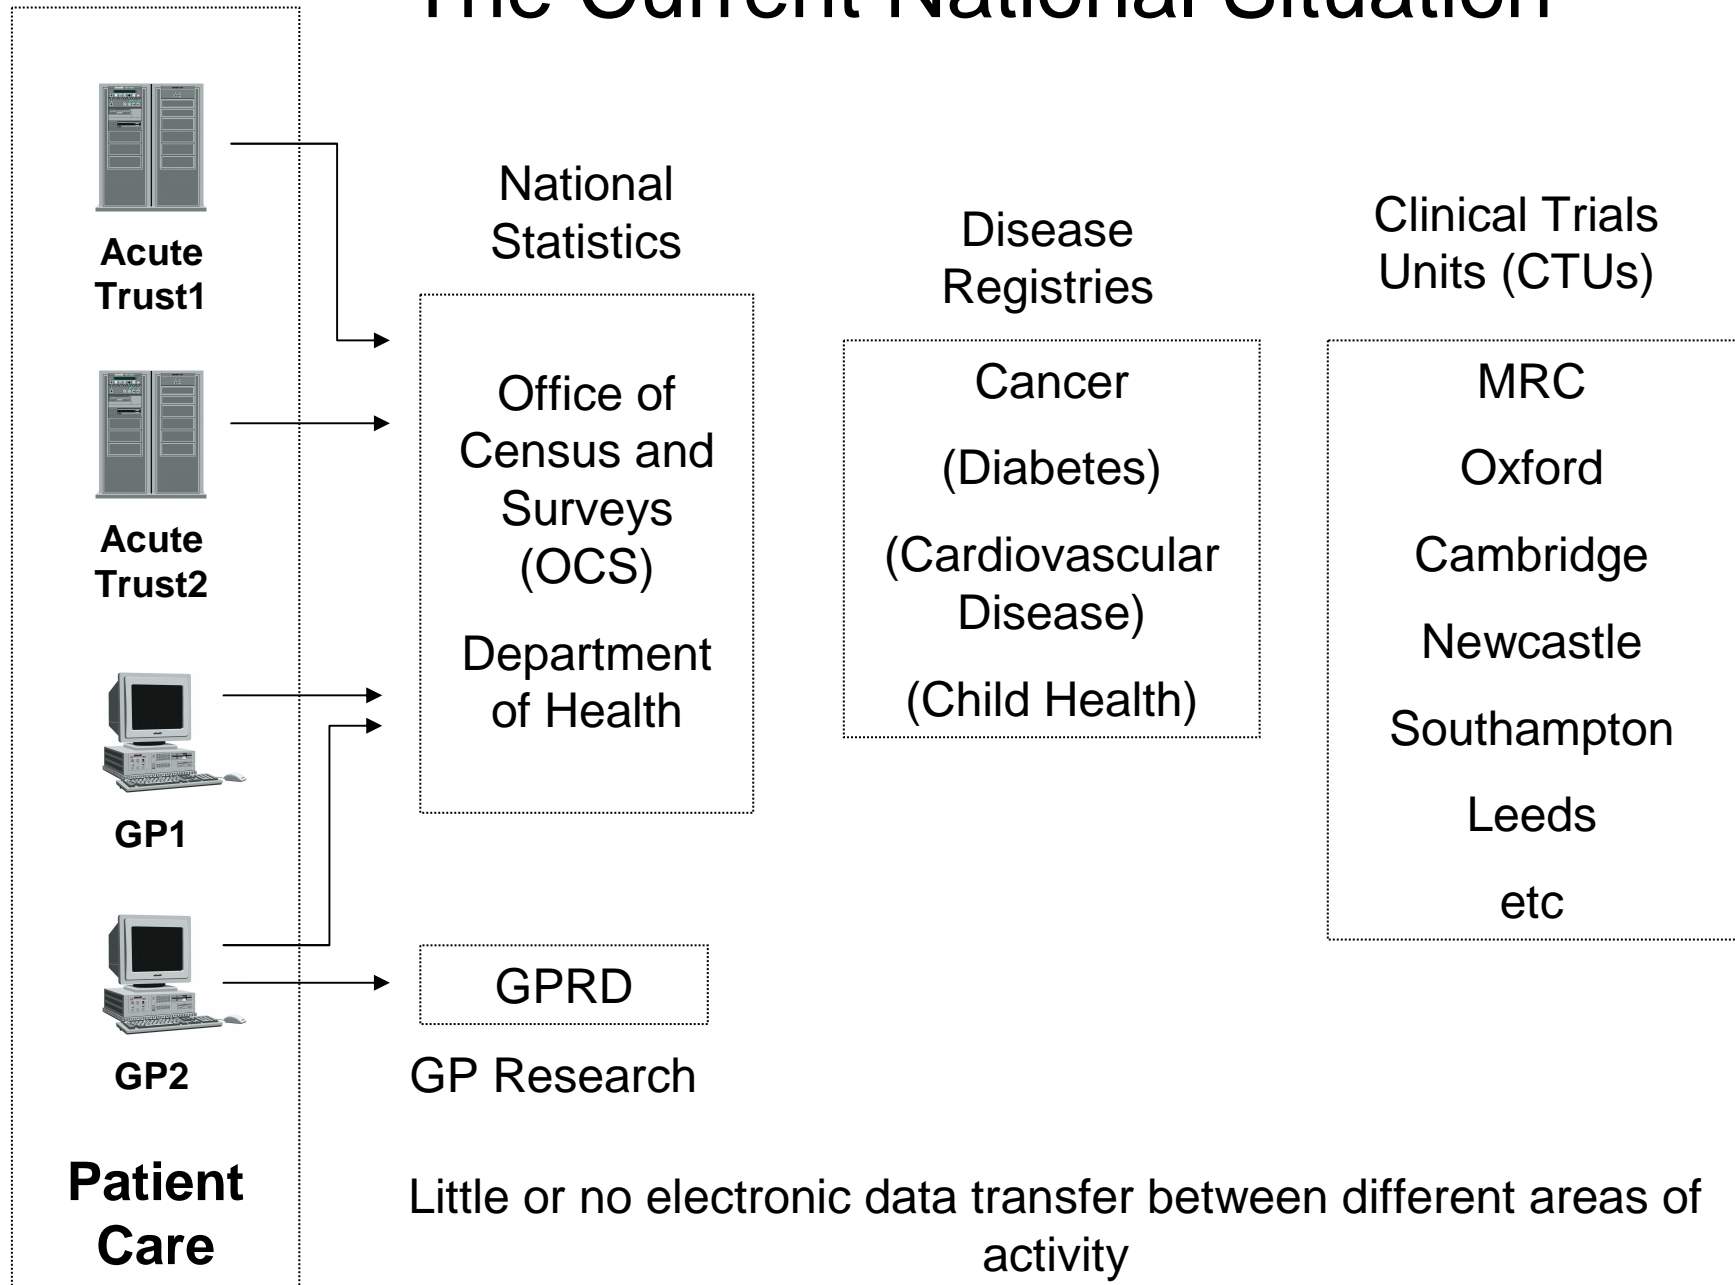 The Current National Situation
Acute
Trust1
Acute
Trust2
GP1
GP2
Patient
Care
National
Statistics
Office of
Census and
Surveys
(OCS)
Department
of Health
GPRD
GP Research
Disease
Registries
Cancer
(Diabetes)
(Cardiovascular
Disease)
(Child Health)
Clinical Trials
Units (CTUs)
MRC
Oxford
Cambridge
Newcastle
Southampton
Leeds
etc
Little or no electronic data transfer between different areas of
activity